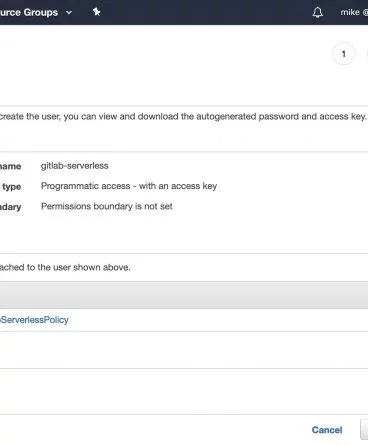 urce Groups
mike @
1
create the user, you can view and download the autogenerated password and access key.
name gitlab-serverless
type Programmatic access - with an access key
ndary Permissions boundary is not set
ached to the user shown above.
ServerlessPolicy
Cancel